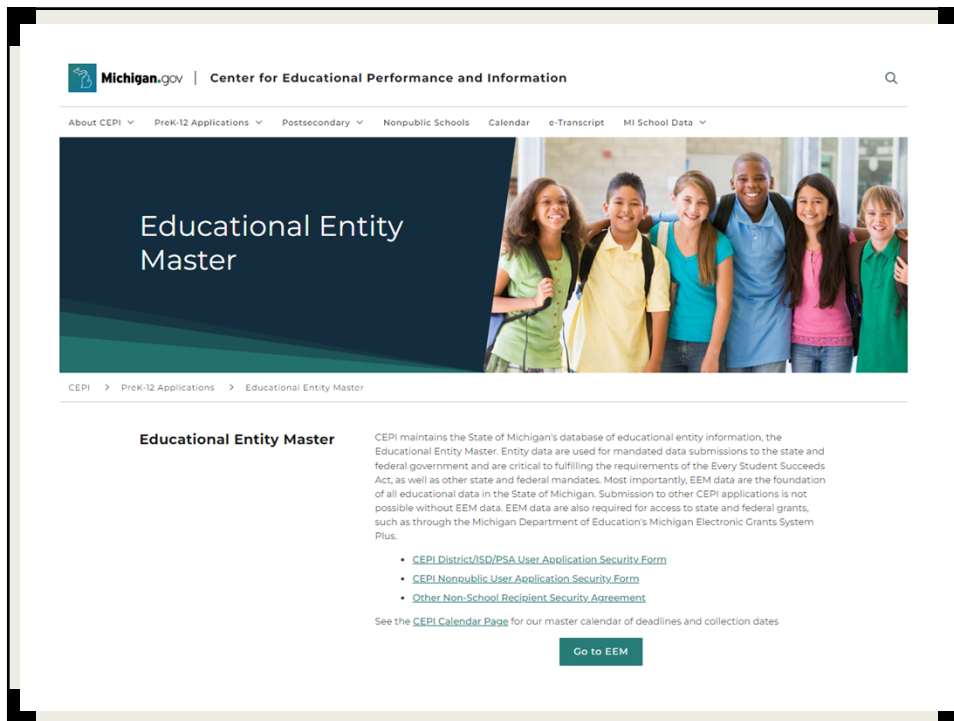 Michigan.gov | Center for Educational Performance and Information
About CEPI PreK-12 Applications Postsecondary Nonpublic Schools Calendar e-Transcript MI School Data
Educational Entity
Master
CEPI > PreK-12 Applications > Educational Entity Master
Educational Entity Master
CEPI maintains the State of Michigan's database of educational entity information, the
Educational Entity Master. Entity data are used for mandated data submissions to the state and
federal government and are critical to fulfilling the requirements of the Every Student Succeeds
Act, as well as other state and federal mandates. Most importantly, EEM data are the foundation
of all educational data in the State of Michigan. Submission to other CEPI applications is not
possible without EEM data. EEM data are also required for access to state and federal grants,
such as through the Michigan Department of Education's Michigan Electronic Grants System
Plus.
• CEPI District/ISD/PSA User Application Security Form
• CEPI Nonpublic User Application Security Form
• Other Non-School Recipient Security Agreement
See the CEPI Calendar Page for our master calendar of deadlines and collection dates
Go to EEM